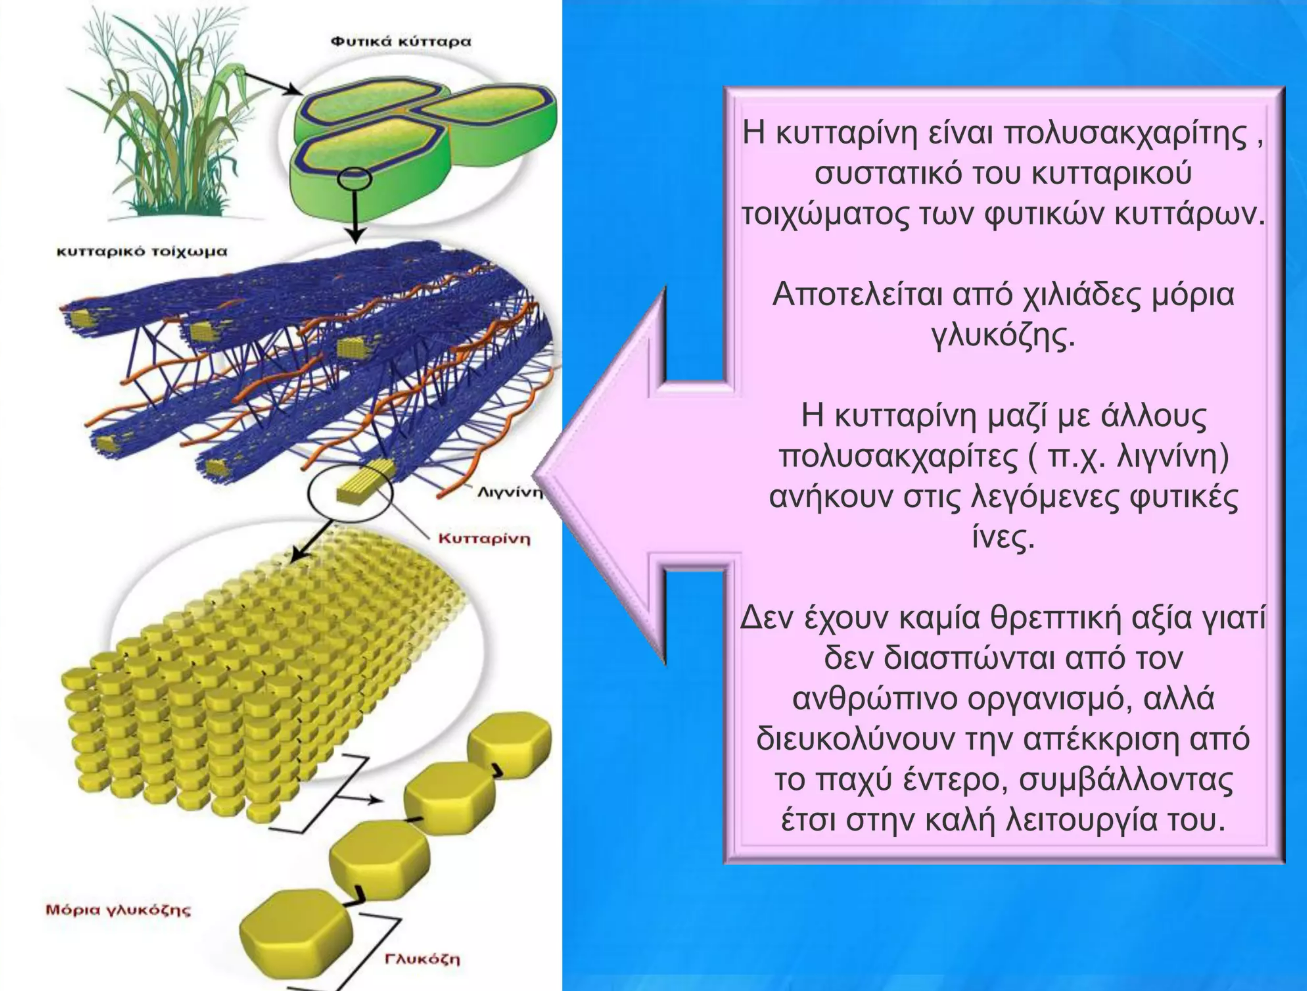 Φυτικά κύτταρα
κυτταρικό τοίχωμα
Λιγνίνη
Κυτταρίνη
Μόρια γλυκόζης
Γλυκόζη
Η κυτταρίνη είναι πολυσακχαρίτης ,
συστατικό του κυτταρικού
τοιχώματος των φυτικών κυττάρων.
Αποτελείται από χιλιάδες μόρια
γλυκόζης.
Η κυτταρίνη μαζί με άλλους
πολυσακχαρίτες ( π.χ. λιγνίνη)
ανήκουν στις λεγόμενες φυτικές
ίνες.
Δεν έχουν καμία θρεπτική αξία γιατί
δεν διασπώνται από τον
ανθρώπινο οργανισμό, αλλά
διευκολύνουν την απέκκριση από
το παχύ έντερο, συμβάλλοντας
έτσι στην καλή λειτουργία του.